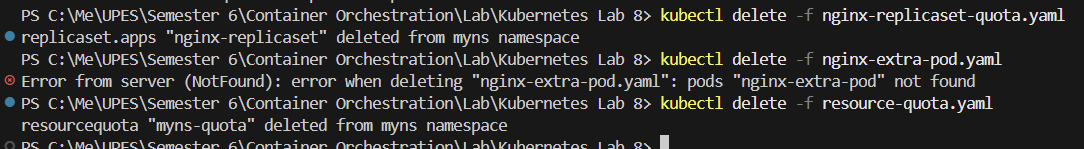 PS C:\Me\UPES\Semester 6\Container Orchestration\Lab\Kubernetes Lab 8> kubectl delete -f nginx-replicaset-quota.yaml
replicaset.apps "nginx-replicaset" deleted from myns namespace
PS C:\Me\UPES\Semester 6\Container Orchestration\Lab\Kubernetes Lab 8> kubectl delete -f nginx-extra-pod.yaml
Error from server (NotFound): error when deleting "nginx-extra-pod.yaml": pods "nginx-extra-pod" not found
PS C:\Me\UPES\Semester 6\Container Orchestration\Lab\Kubernetes Lab 8> kubectl delete -f resource-quota.yaml
resourcequota "myns-quota" deleted from myns namespace
PS C:\Me\UPES\Semester 6\Container Orchestration\Lab\Kubernetes Lab 8>